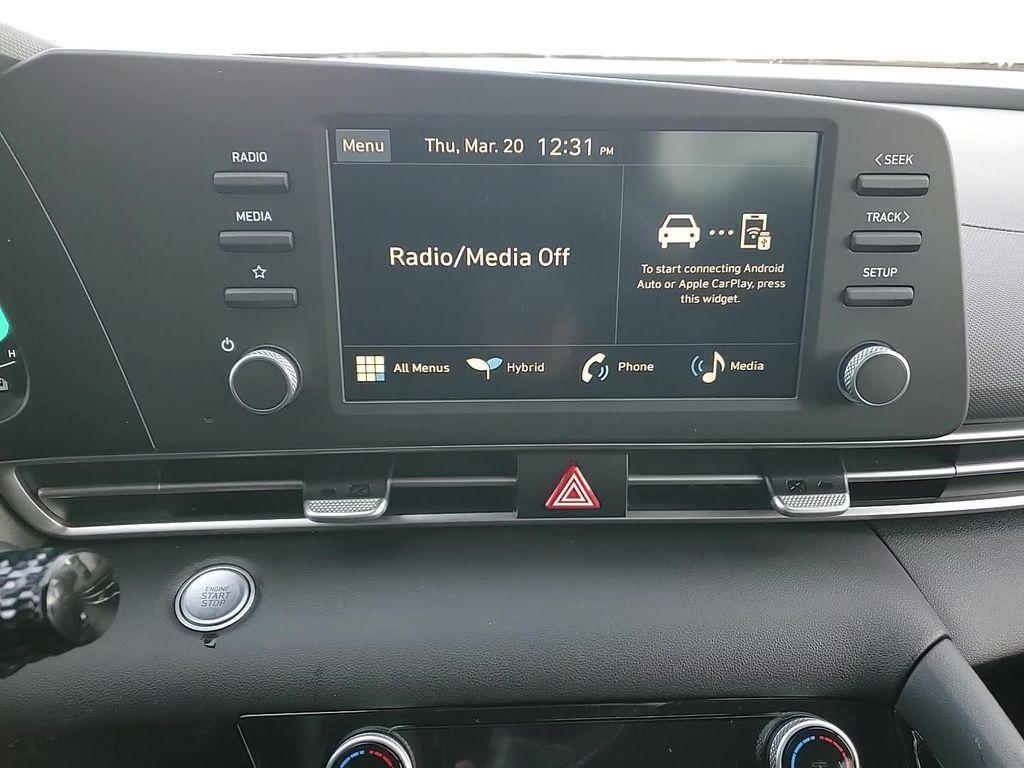 RADIO
MEDIA
Menu
Thu, Mar. 20 12:31 PM
Radio/Media Off
To start connecting Android
Auto or Apple CarPlay, press
this widget.
All Menus
Hybrid
Phone
Media
<SEEK
TRACK>
SETUP
H
ENGINE
START
STOP